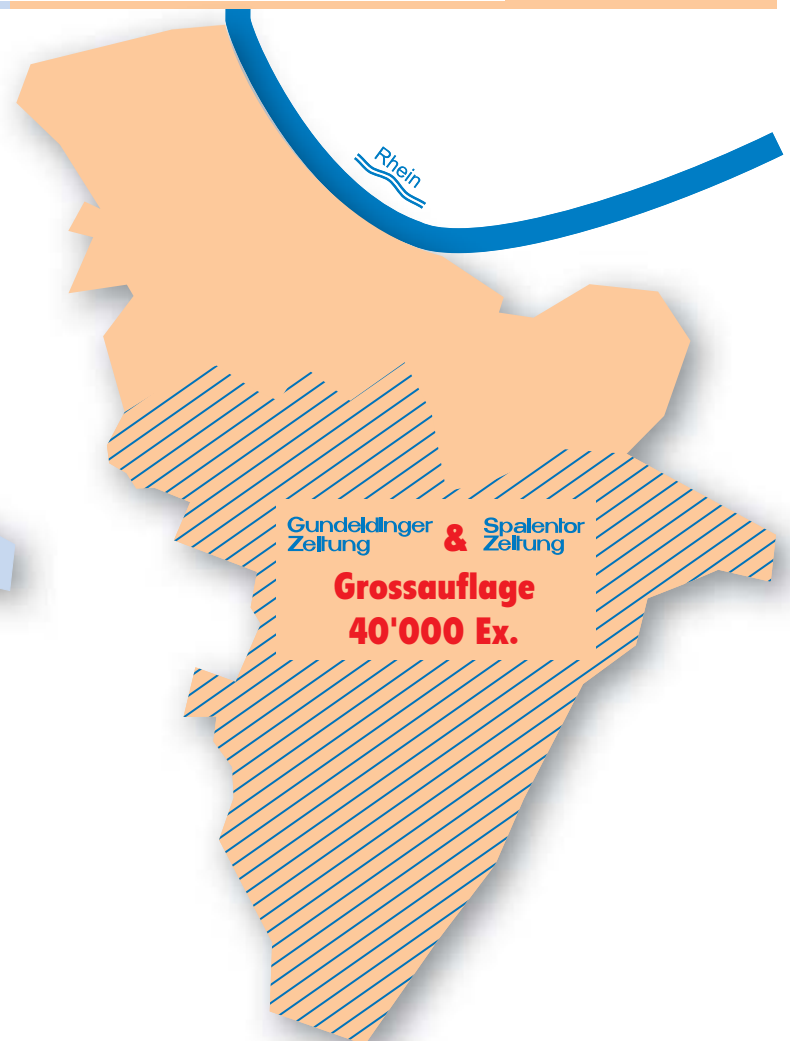 Rhein
Gundeldinger
Zeitung
&
Spalentor
Zeitung
Grossauflage
40'000 Ex.